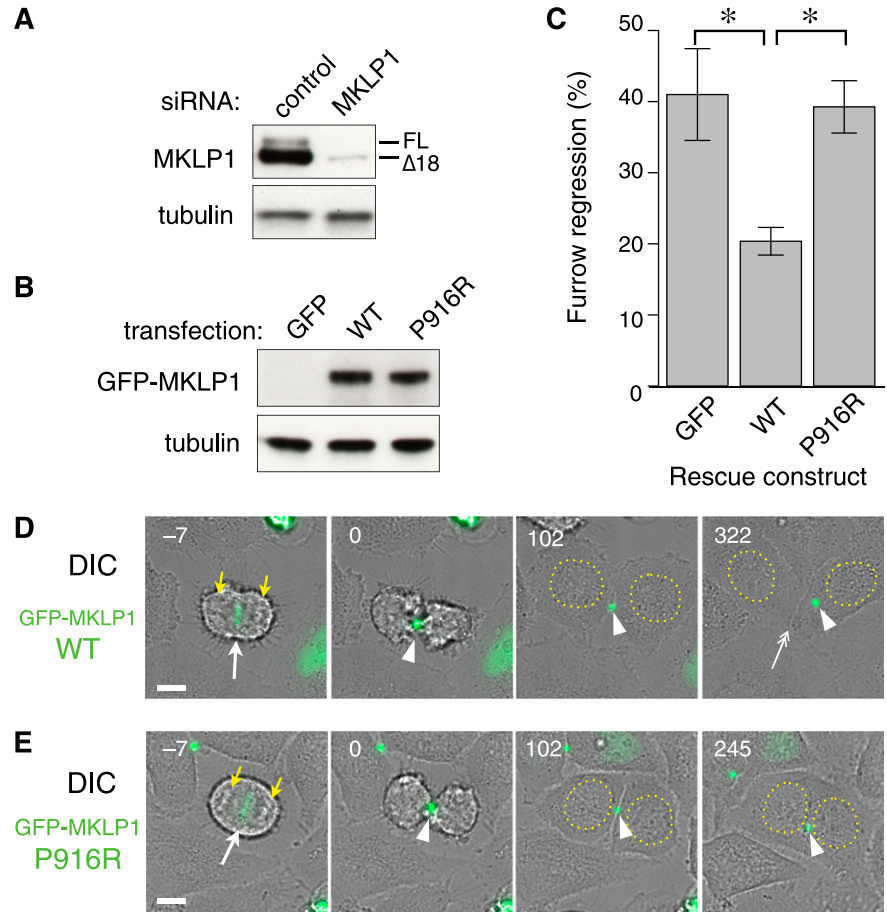 A
siRNA:
control
MKLP1
MKLP1
FL
Δ18
tubulin
B
transfection:
GFP
WT
P916R
GFP-MKLP1
tubulin
C
* *
Furrow regression (%)
50
40
30
20
10
0
GFP
WT
P916R
Rescue construct
D
DIC
GFP-MKLP1
WT
–7
0
102
322
E
DIC
GFP-MKLP1
P916R
–7
0
102
245